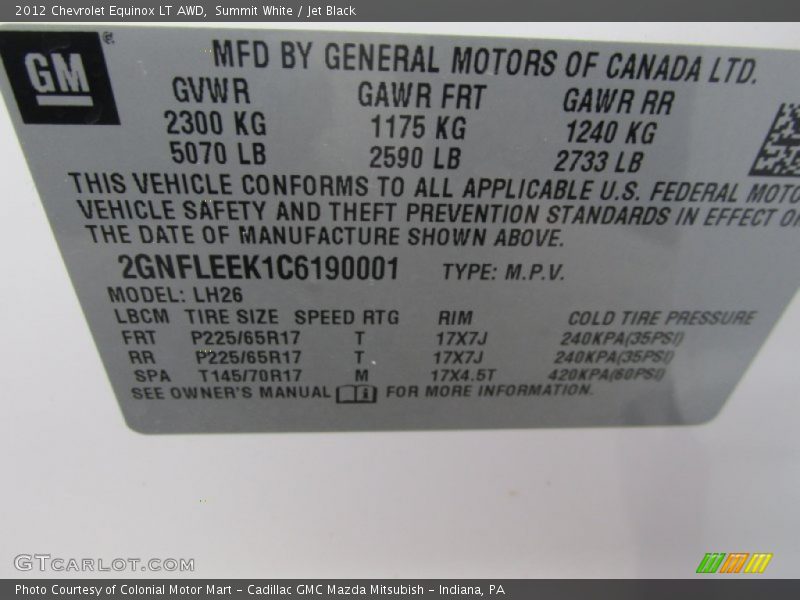 2012 Chevrolet Equinox LT AWD, Summit White / Jet Black
GM
MFD BY GENERAL MOTORS OF CANADA LTD.
GVWR GAWR FRT GAWR RR
2300 KG 1175 KG 1240 KG
5070 LB 2590 LB 2733 LB
THIS VEHICLE CONFORMS TO ALL APPLICABLE U.S. FEDERAL MOTO
VEHICLE SAFETY AND THEFT PREVENTION STANDARDS IN EFFECT ON
THE DATE OF MANUFACTURE SHOWN ABOVE.
2GNFLEEK1C6190001 TYPE: M.P.V.
MODEL: LH26
LBCM TIRE SIZE SPEED RTG RIM COLD TIRE PRESSURE
FRT P225/65R17 T 17X7J 240KPA(35PSI)
RR P225/65R17 T 17X7J 240KPA(35PSI)
SPA T145/70R17 M 17X4.5T 420KPA(60PSI)
SEE OWNER'S MANUAL FOR MORE INFORMATION.
GTCARLOT.COM
Photo Courtesy of Colonial Motor Mart - Cadillac GMC Mazda Mitsubish - Indiana, PA